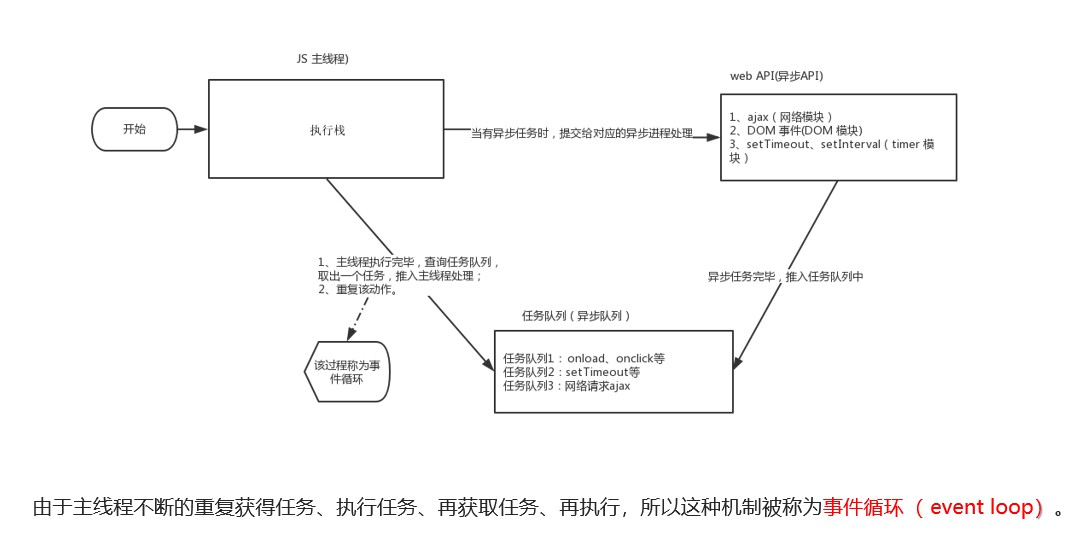 JS 主线程)
web API(异步API)
开始
执行栈
当有异步任务时，提交给对应的异步进程处理
1、ajax（网络模块）
2、DOM 事件(DOM 模块)
3、setTimeout、setInterval（timer 模
块）
1、主线程执行完毕，查询任务队列，
取出一个任务，推入主线程处理；
2、重复该动作。
异步任务完毕，推入任务队列中
任务队列（异步队列）
该过程称为事
件循环
任务队列1：onload、onclick等
任务队列2：setTimeout等
任务队列3：网络请求ajax
由于主线程不断的重复获得任务、执行任务、再获取任务、再执行，所以这种机制被称为事件循环（ event loop）。